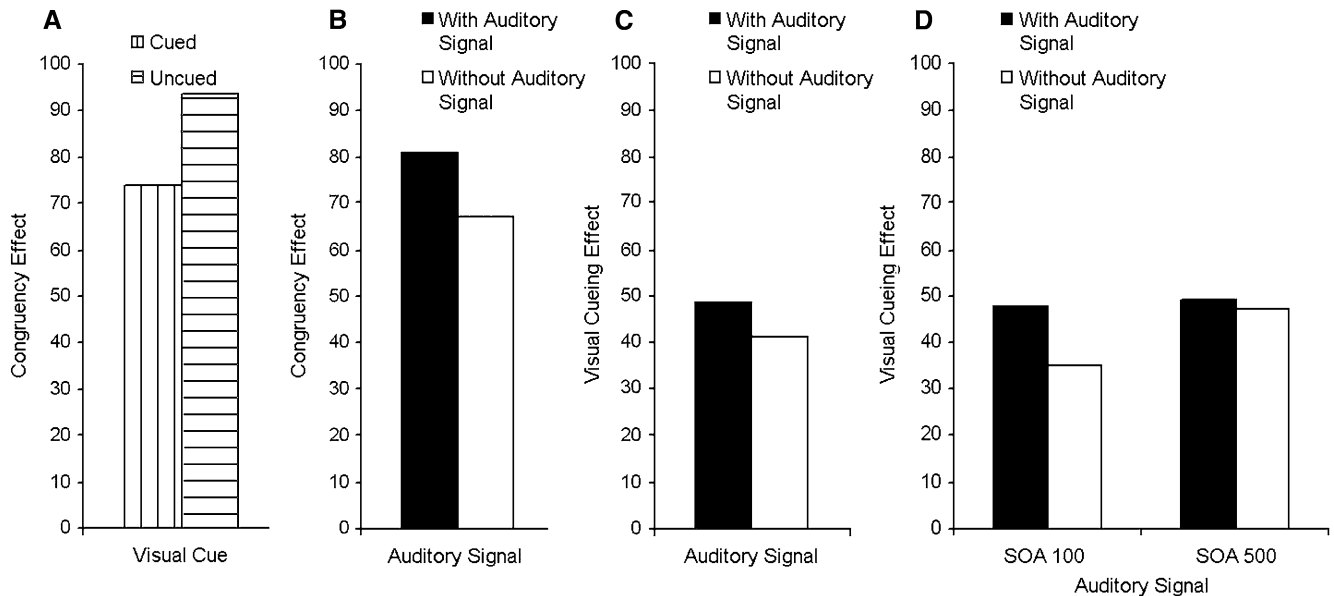 A
Cued
Uncued
100
90
80
70
60
50
40
30
20
10
0
Congruency Effect
Visual Cue
B
With Auditory
Signal
Without Auditory
Signal
100
90
80
70
60
50
40
30
20
10
0
Congruency Effect
Auditory Signal
C
With Auditory
Signal
Without Auditory
Signal
100
90
80
70
60
50
40
30
20
10
0
Visual Cueing Effect
Auditory Signal
D
With Auditory
Signal
Without Auditory
Signal
100
90
80
70
60
50
40
30
20
10
0
Visual Cueing Effect
SOA 100
SOA 500
Auditory Signal